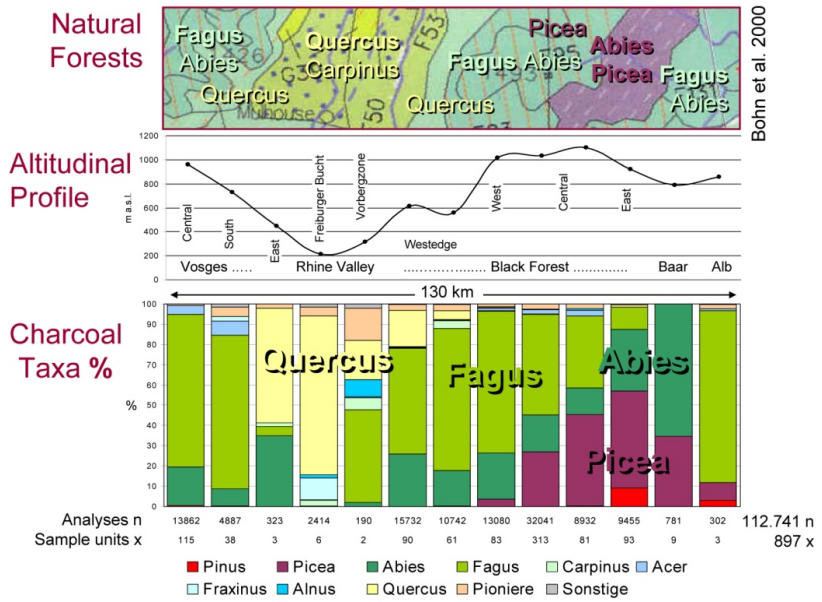 Natural
Forests
Fagus
Abies
426
Quercus
Quercus
Carpinus
Mulhouse
F50
F53
Quercus
Picea
Fagus Abies
493
Abies
Picea
Fagus
Abies
Bohn et al. 2000
Altitudinal
Profile
m a.s.l.
1200
1000
800
600
400
200
0
Central
South
East
Freiburger Bucht
Vorbergzone
Westedge
West
Central
East
Vosges ..... Rhine Valley ..................... Black Forest ............. Baar Alb
130 km
Charcoal
Taxa %
%
100
90
80
70
60
50
40
30
20
10
0
Quercus
Fagus
Abies
Picea
Analyses n 13862 4887 323 2414 190 15732 10742 13080 32041 8932 9455 781 302 112.741 n
Sample units x 115 38 3 6 2 90 61 83 313 81 93 9 3 897 x
Pinus Picea Abies Fagus Carpinus Acer
Fraxinus Alnus Quercus Pioniere Sonstige